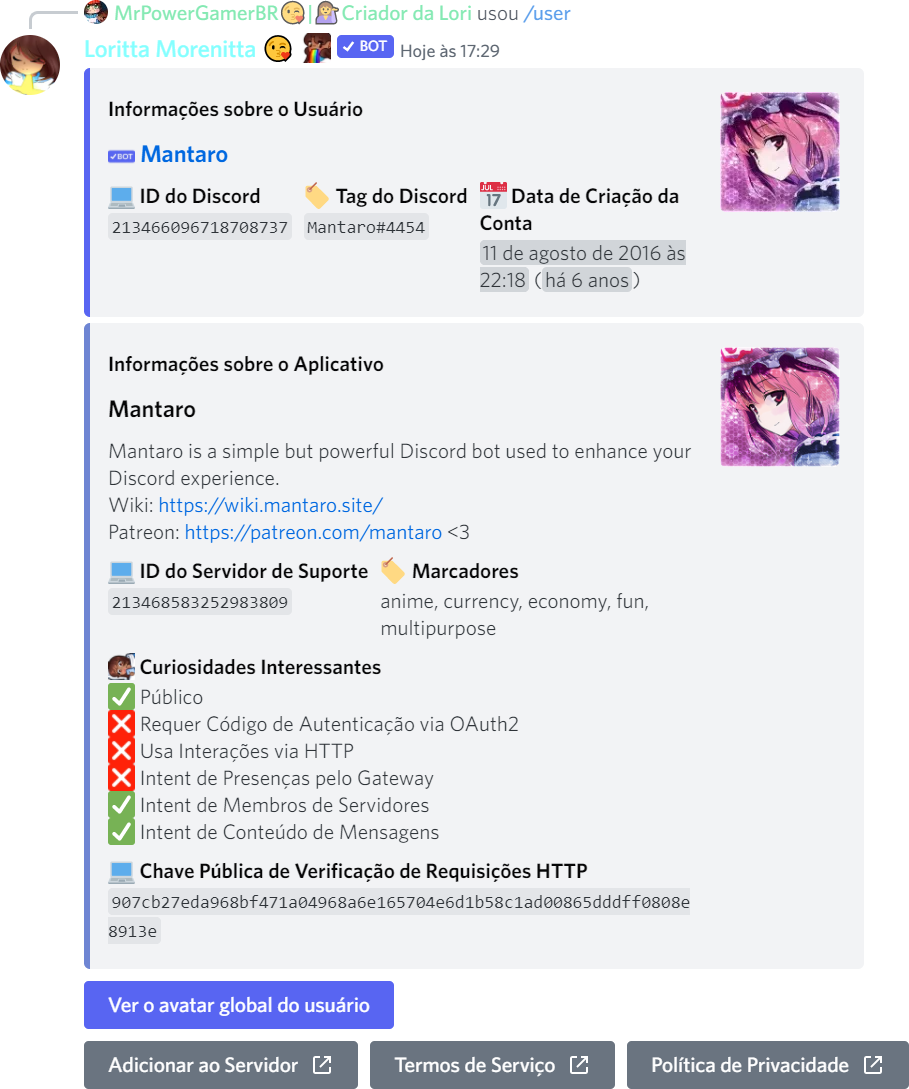 MrPowerGamerBR😘|💁‍♀️Criador da Lori usou /user
Loritta Morenitta 😘 ✓ BOT Hoje às 17:29
Informações sobre o Usuário
✓BOT Mantaro
ID do Discord
213466096718708737
Tag do Discord
Mantaro#4454
JUL 17 Data de Criação da
Conta
11 de agosto de 2016 às
22:18 (há 6 anos)
Informações sobre o Aplicativo
Mantaro
Mantaro is a simple but powerful Discord bot used to enhance your
Discord experience.
Wiki: https://wiki.mantaro.site/
Patreon: https://patreon.com/mantaro <3
ID do Servidor de Suporte
213468583252983809
Marcadores
anime, currency, economy, fun,
multipurpose
Curiosidades Interessantes
✅ Público
❌ Requer Código de Autenticação via OAuth2
❌ Usa Interações via HTTP
❌ Intent de Presenças pelo Gateway
✅ Intent de Membros de Servidores
✅ Intent de Conteúdo de Mensagens
Chave Pública de Verificação de Requisições HTTP
907cb27eda968bf471a04968a6e165704e6d1b58c1ad00865dddff0808e
8913e
Ver o avatar global do usuário
Adicionar ao Servidor
Termos de Serviço
Política de Privacidade